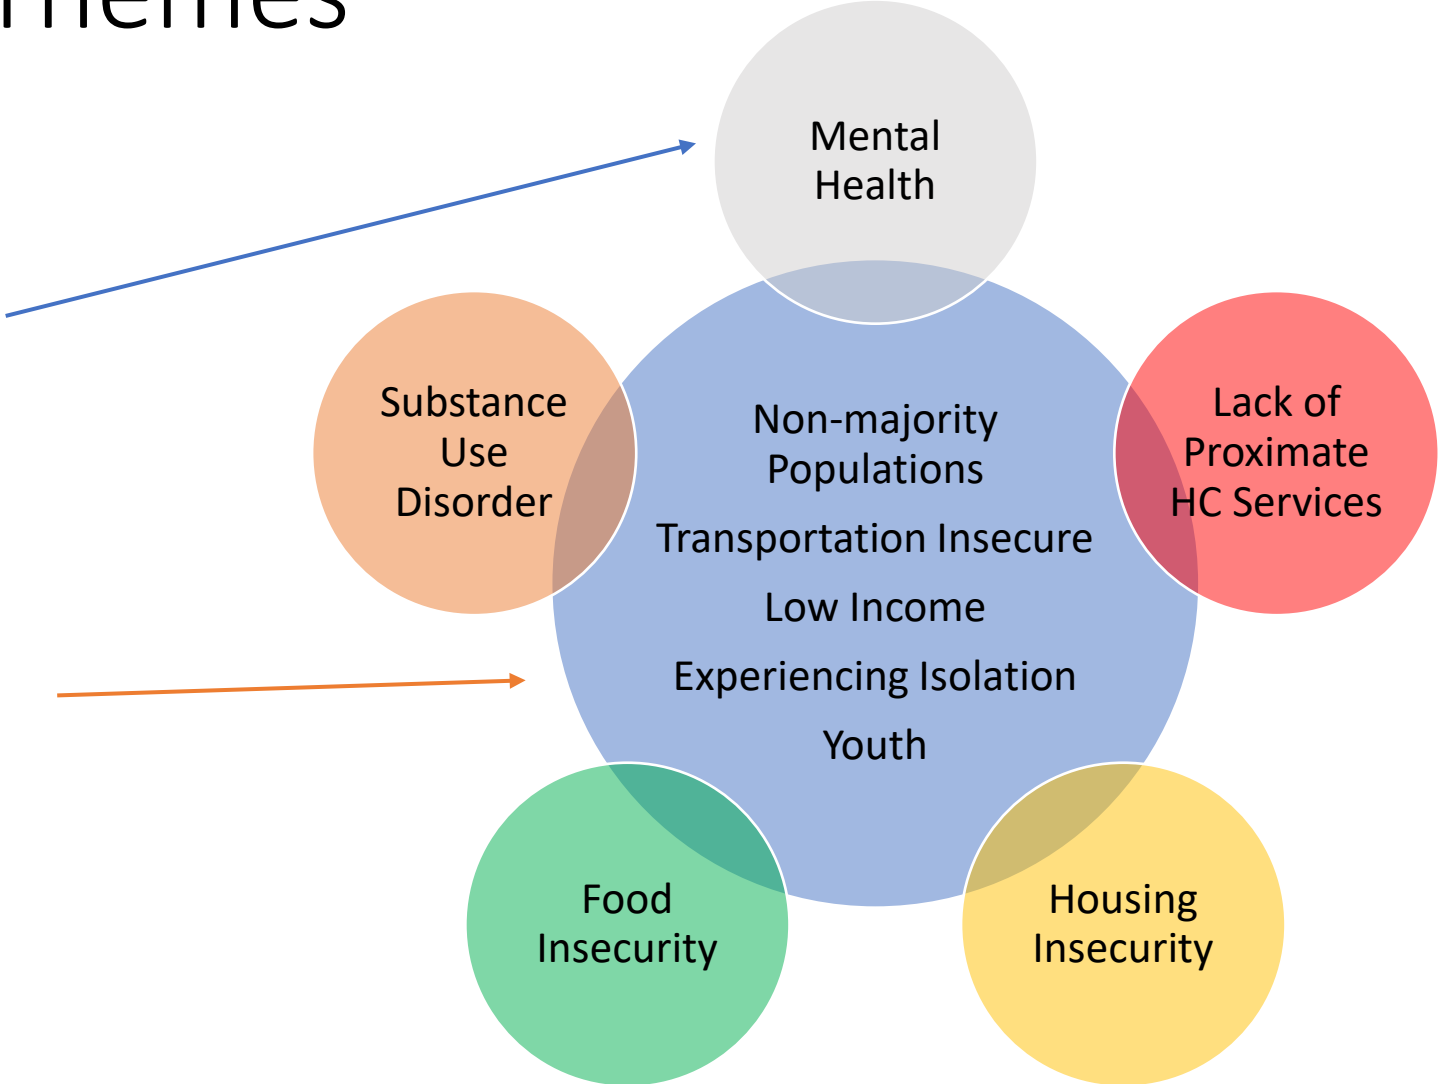 Themes
Mental
Health
Substance
Use
Disorder
Non-majority
Populations
Transportation Insecure
Low Income
Experiencing Isolation
Youth
Lack of
Proximate
HC Services
Food
Insecurity
Housing
Insecurity